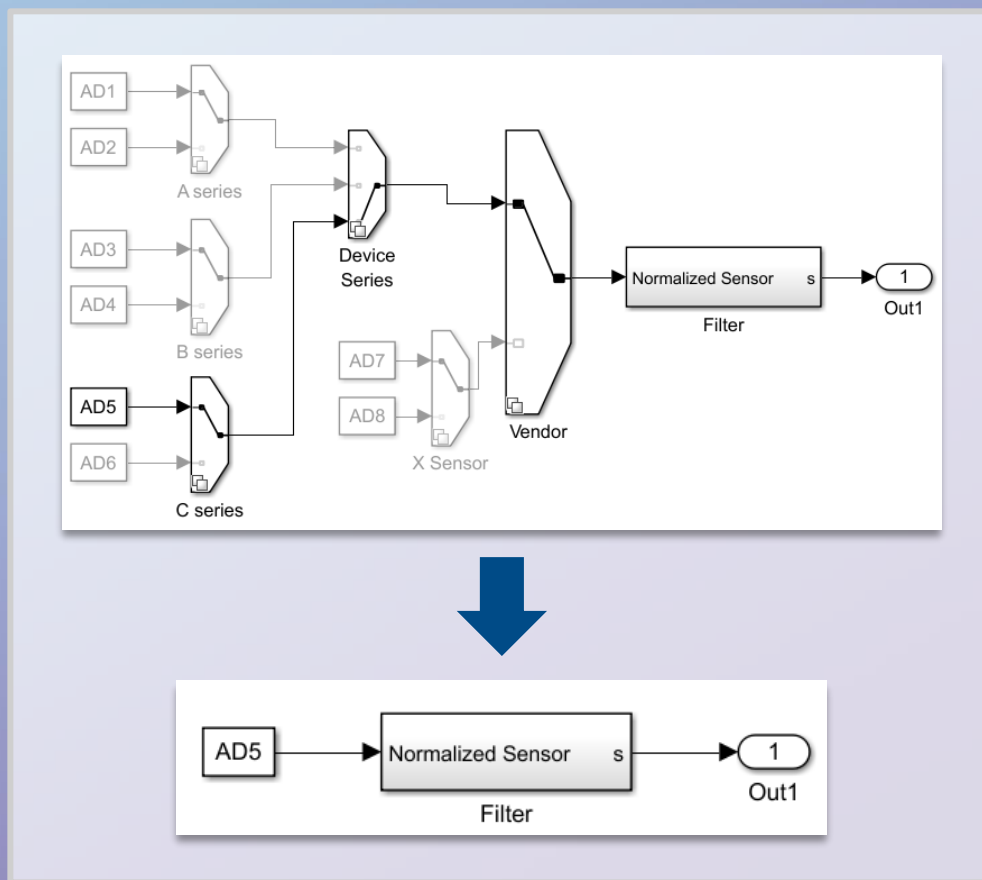 AD1
AD2
A series
AD3
AD4
B series
AD5
AD6
C series
Device
Series
AD7
AD8
X Sensor
Vendor
Normalized Sensor s
Filter
1
Out1
AD5
Normalized Sensor s
Filter
1
Out1